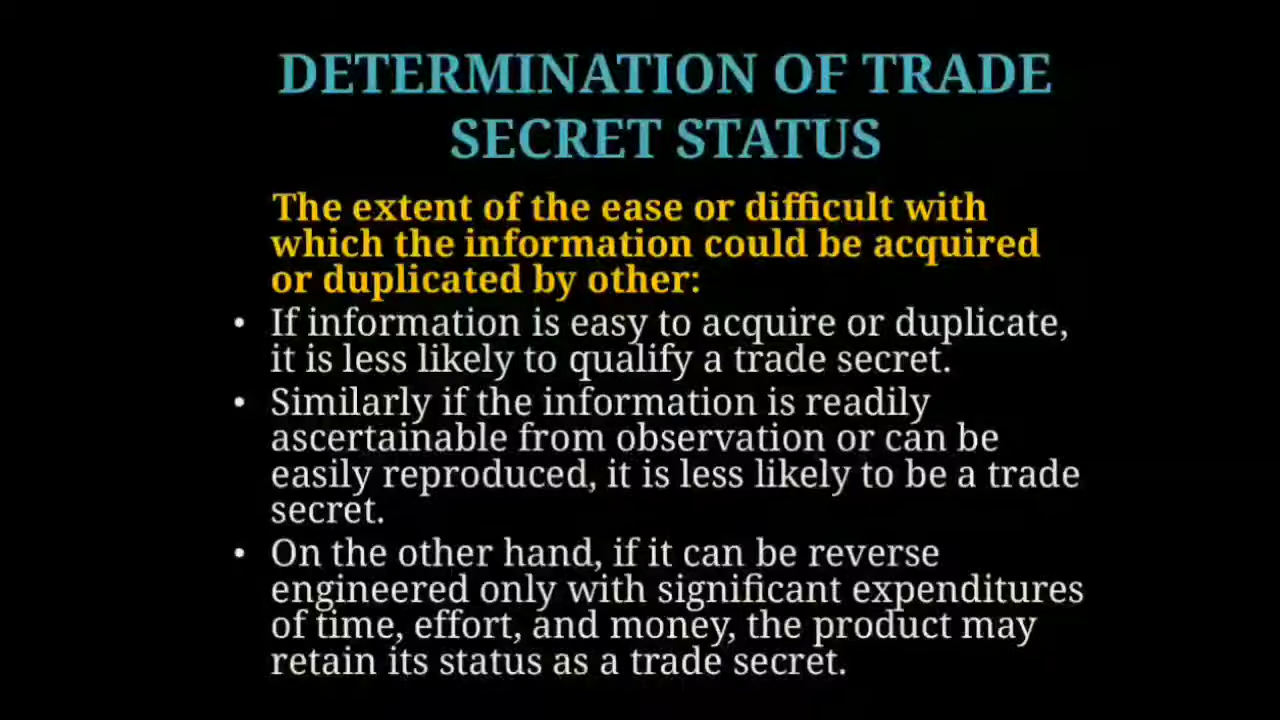 DETERMINATION OF TRADE
SECRET STATUS
The extent of the ease or difficult with
which the information could be acquired
or duplicated by other:
• If information is easy to acquire or duplicate,
it is less likely to qualify a trade secret.
• Similarly if the information is readily
ascertainable from observation or can be
easily reproduced, it is less likely to be a trade
secret.
• On the other hand, if it can be reverse
engineered only with significant expenditures
of time, effort, and money, the product may
retain its status as a trade secret.